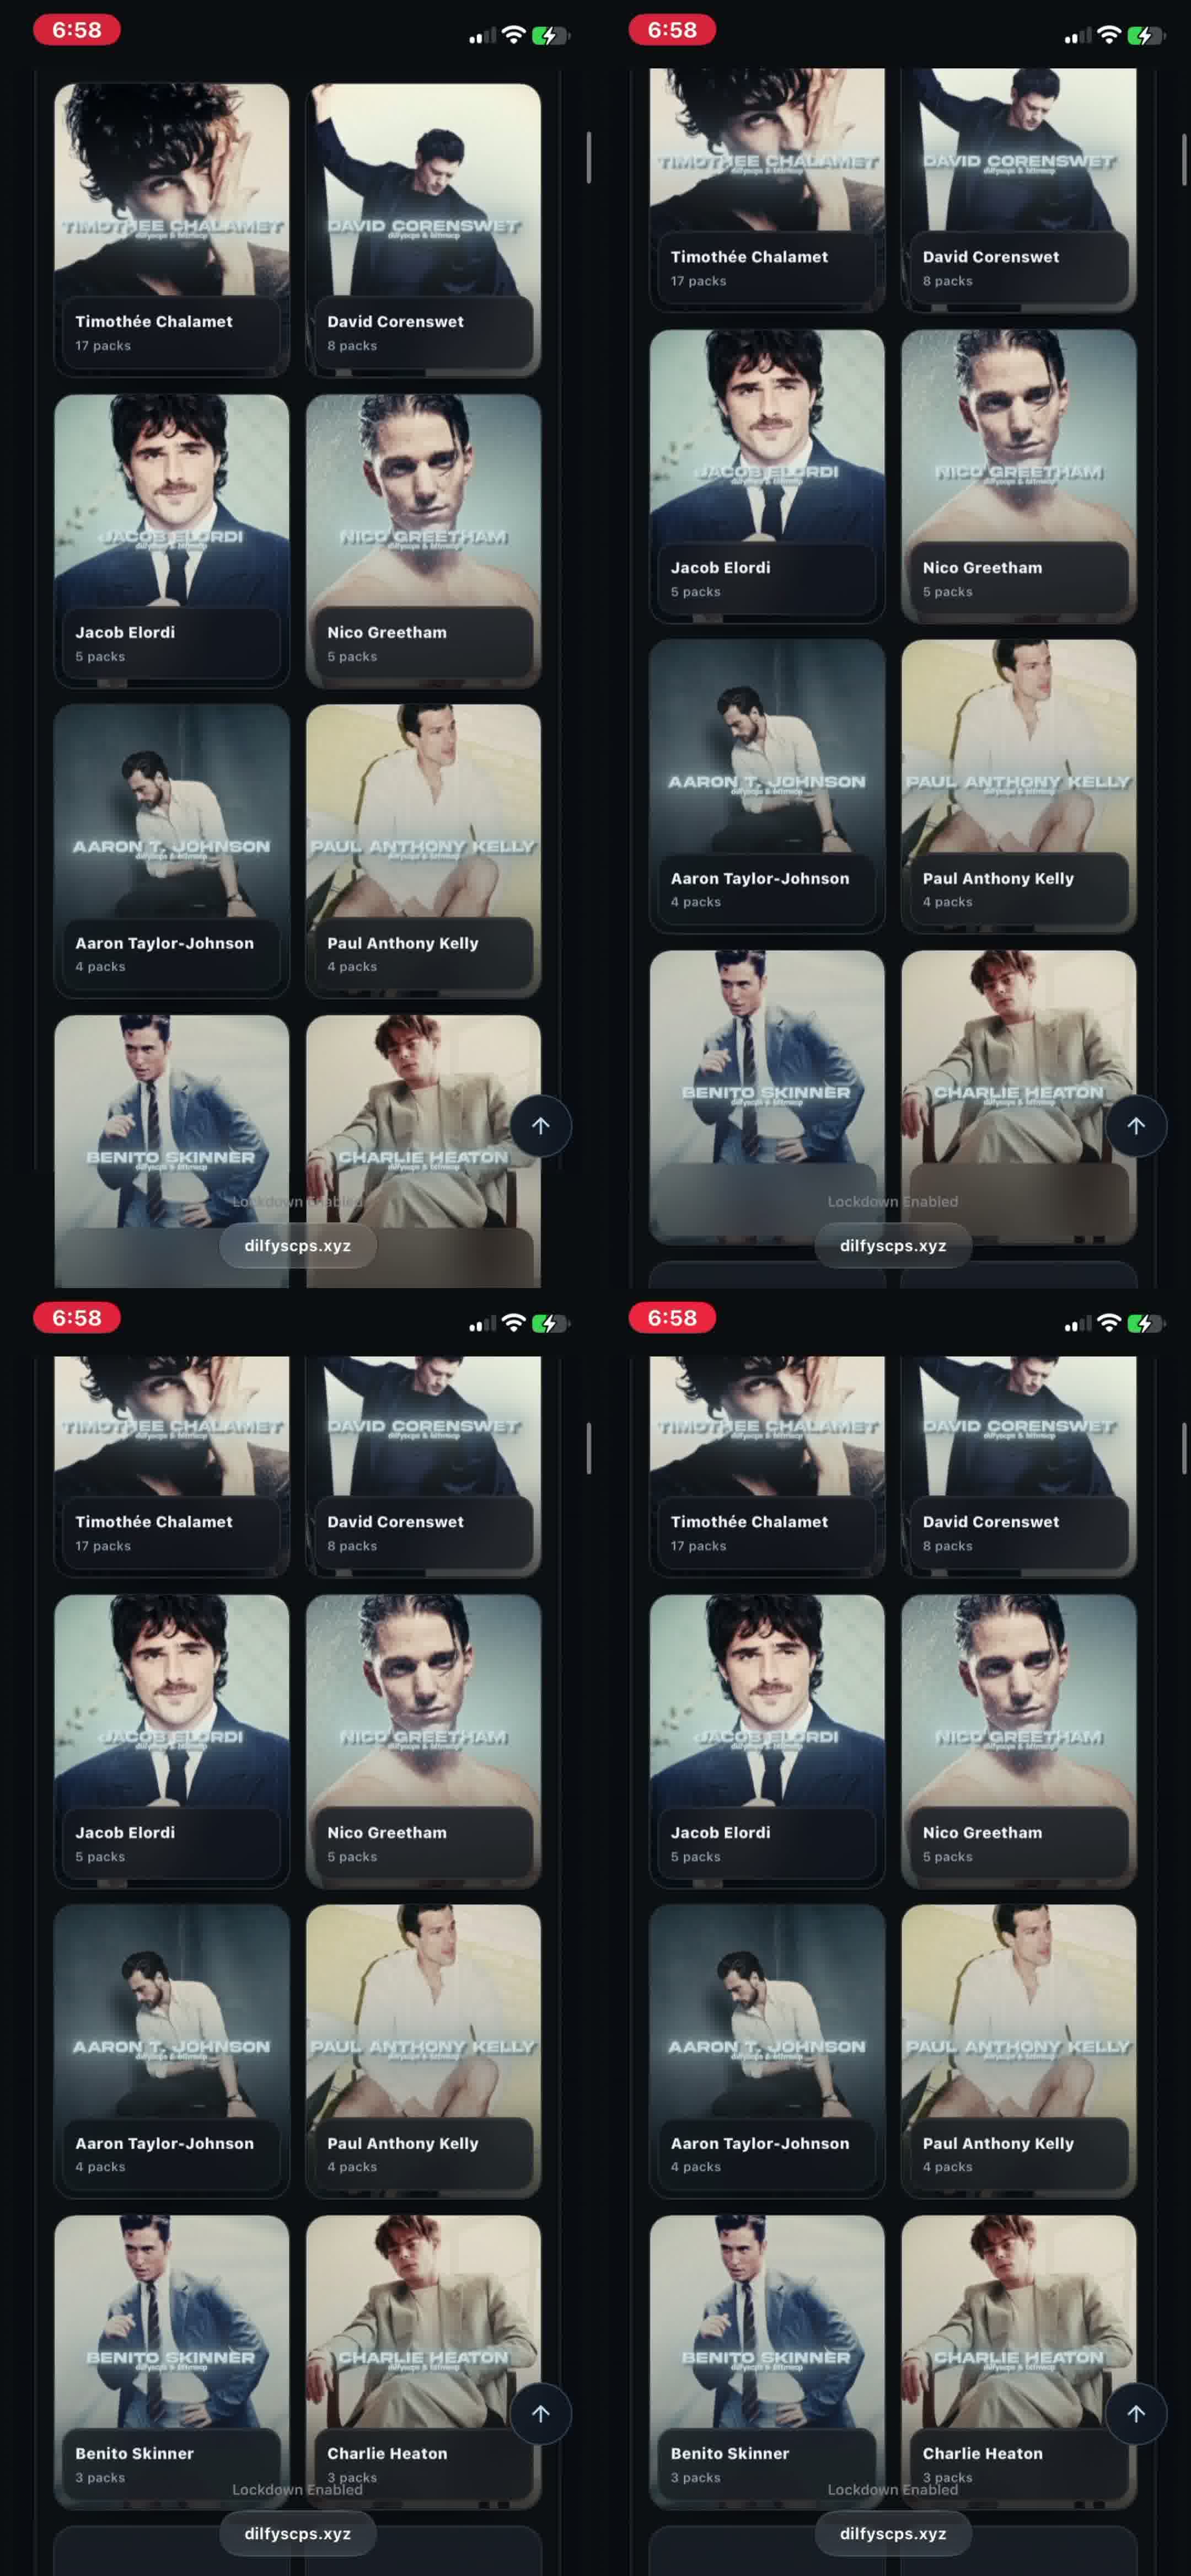 6:58
TIMOTHEE CHALAMET
DAVID CORENSWET
Timothée Chalamet
David Corenswet
17 packs
8 packs
JACOB ELORDI
NICO GREETHAM
Jacob Elordi
Nico Greetham
5 packs
5 packs
AARON T. JOHNSON
PAUL ANTHONY KELLY
Aaron Taylor-Johnson
Paul Anthony Kelly
4 packs
4 packs
BENITO SKINNER
CHARLIE HEATON
Lockdown Enabled
dilfyscps.xyz
6:58
TIMOTHEE CHALAMET
DAVID CORENSWET
Timothée Chalamet
David Corenswet
17 packs
8 packs
JACOB ELORDI
NICO GREETHAM
Jacob Elordi
Nico Greetham
5 packs
5 packs
AARON T. JOHNSON
PAUL ANTHONY KELLY
Aaron Taylor-Johnson
Paul Anthony Kelly
4 packs
4 packs
BENITO SKINNER
CHARLIE HEATON
Lockdown Enabled
dilfyscps.xyz
6:58
TIMOTHEE CHALAMET
DAVID CORENSWET
Timothée Chalamet
David Corenswet
17 packs
8 packs
JACOB ELORDI
NICO GREETHAM
Jacob Elordi
Nico Greetham
5 packs
5 packs
AARON T. JOHNSON
PAUL ANTHONY KELLY
Aaron Taylor-Johnson
Paul Anthony Kelly
4 packs
4 packs
BENITO SKINNER
CHARLIE HEATON
Benito Skinner
Charlie Heaton
3 packs
3 packs
Lockdown Enabled
dilfyscps.xyz
6:58
TIMOTHEE CHALAMET
DAVID CORENSWET
Timothée Chalamet
David Corenswet
17 packs
8 packs
JACOB ELORDI
NICO GREETHAM
Jacob Elordi
Nico Greetham
5 packs
5 packs
AARON T. JOHNSON
PAUL ANTHONY KELLY
Aaron Taylor-Johnson
Paul Anthony Kelly
4 packs
4 packs
BENITO SKINNER
CHARLIE HEATON
Benito Skinner
Charlie Heaton
3 packs
3 packs
Lockdown Enabled
dilfyscps.xyz